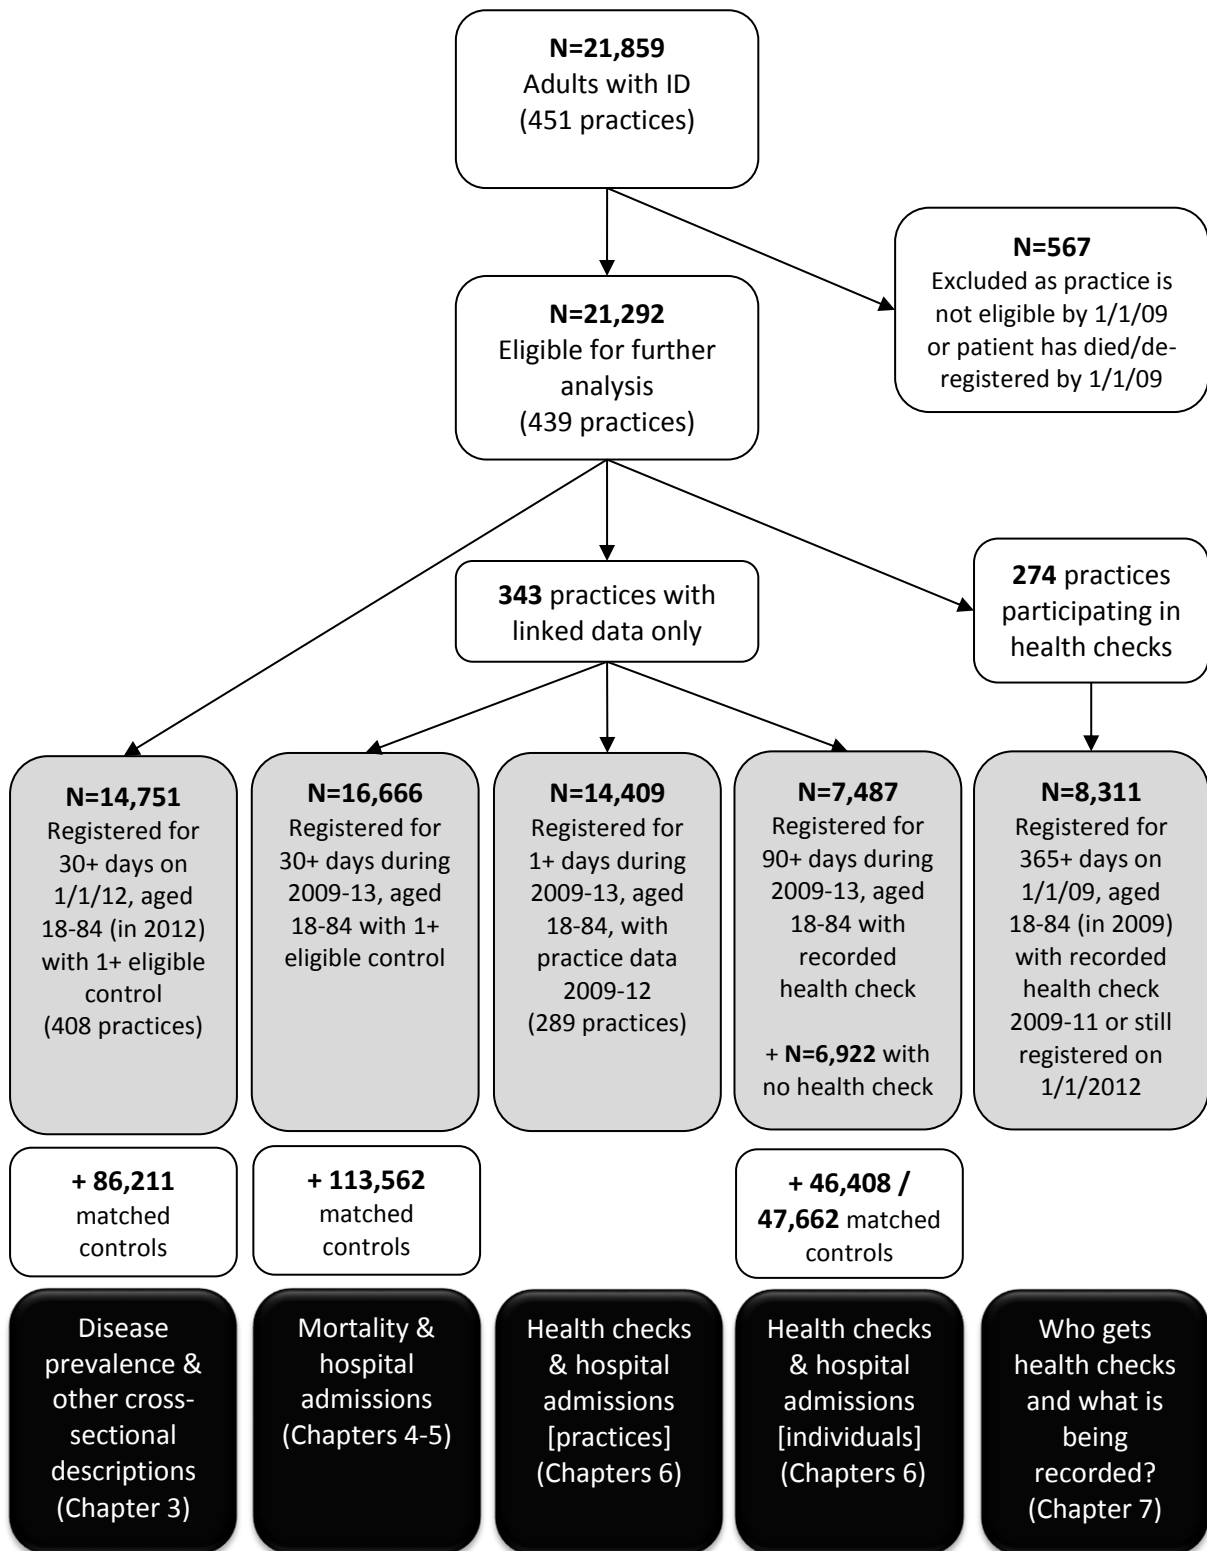 N=21,859
Adults with ID
(451 practices)
N=567
Excluded as practice is
not eligible by 1/1/09
or patient has died/de-
registered by 1/1/09
N=21,292
Eligible for further
analysis
(439 practices)
343 practices with
linked data only
274 practices
participating in
health checks
N=14,751
Registered for
30+ days on
1/1/12, aged
18-84 (in 2012)
with 1+ eligible
control
(408 practices)
N=16,666
Registered for
30+ days during
2009-13, aged
18-84 with 1+
eligible control
N=14,409
Registered for
1+ days during
2009-13, aged
18-84, with
practice data
2009-12
(289 practices)
N=7,487
Registered for
90+ days during
2009-13, aged
18-84 with
recorded
health check
+ N=6,922 with
no health check
N=8,311
Registered for
365+ days on
1/1/09, aged
18-84 (in 2009)
with recorded
health check
2009-11 or still
registered on
1/1/2012
+ 86,211
matched
controls
+ 113,562
matched
controls
+ 46,408 /
47,662 matched
controls
Disease
prevalence &
other cross-
sectional
descriptions
(Chapter 3)
Mortality &
hospital
admissions
(Chapters 4-5)
Health checks
& hospital
admissions
[practices]
(Chapters 6)
Health checks
& hospital
admissions
[individuals]
(Chapters 6)
Who gets
health checks
and what is
being
recorded?
(Chapter 7)